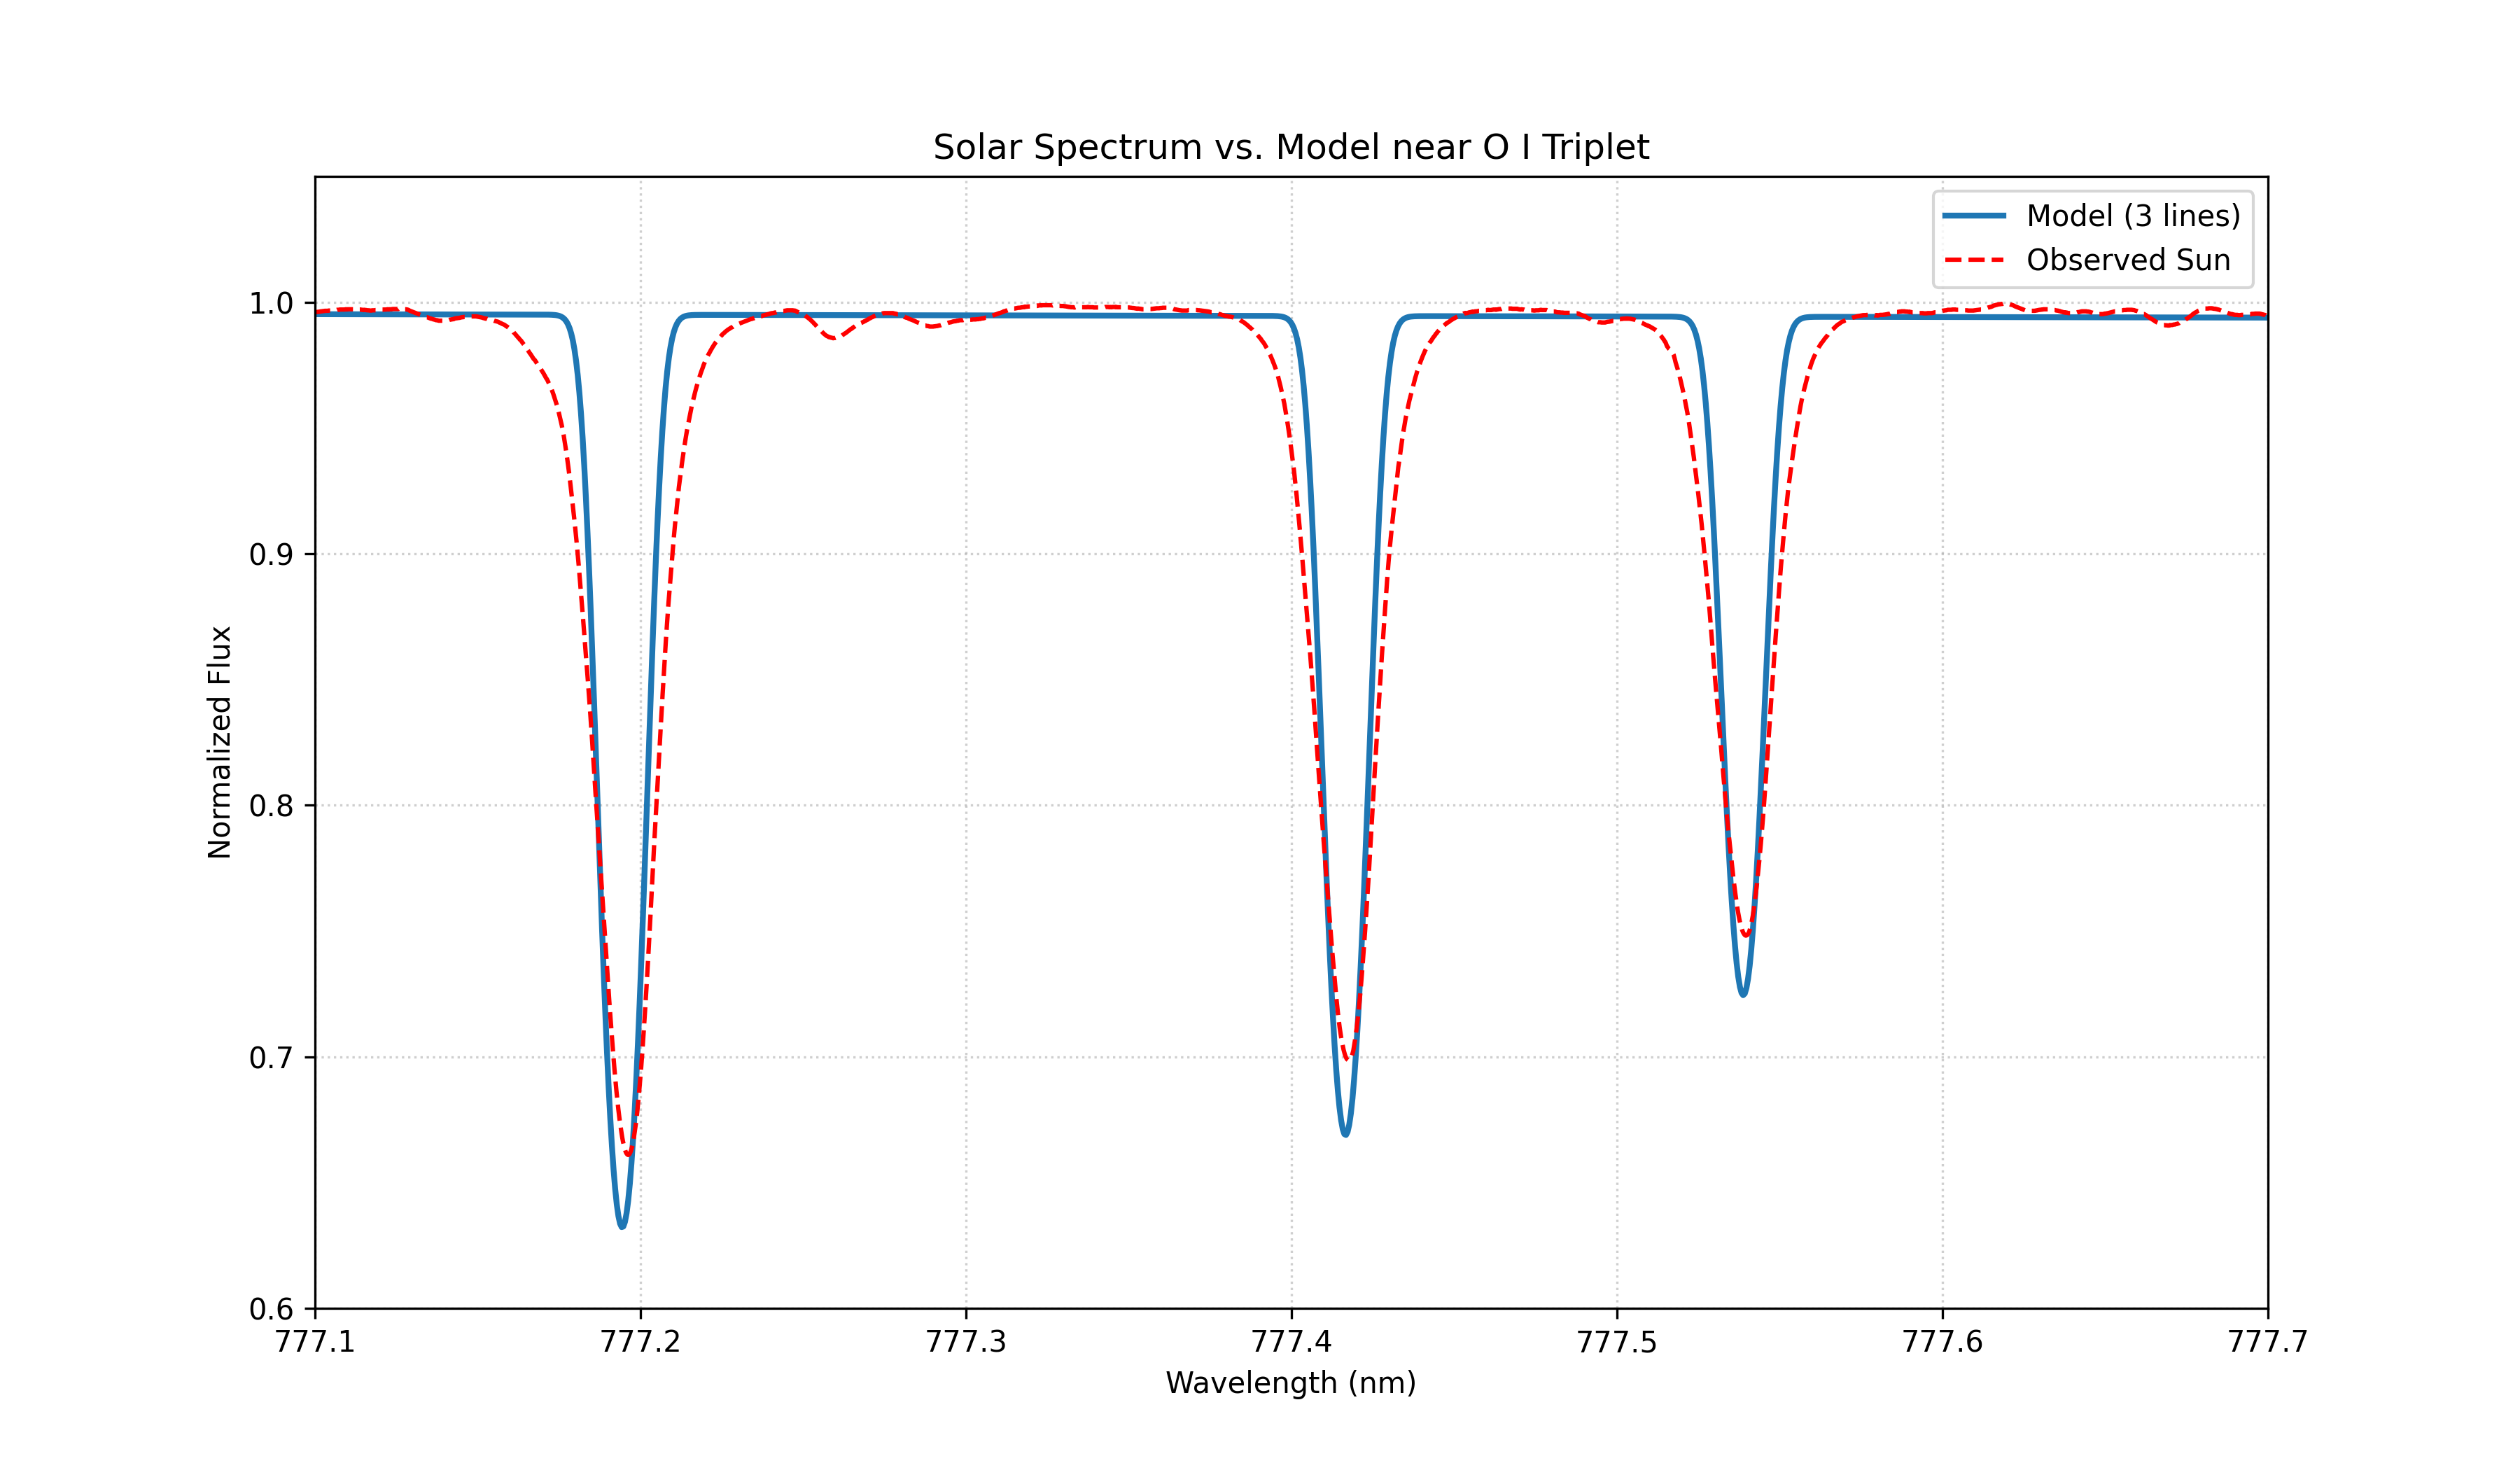 Solar Spectrum vs. Model near O I Triplet
Model (3 lines)
Observed Sun
Normalized Flux
1.0
0.9
0.8
0.7
0.6
777.1 777.2 777.3 777.4 777.5 777.6 777.7
Wavelength (nm)